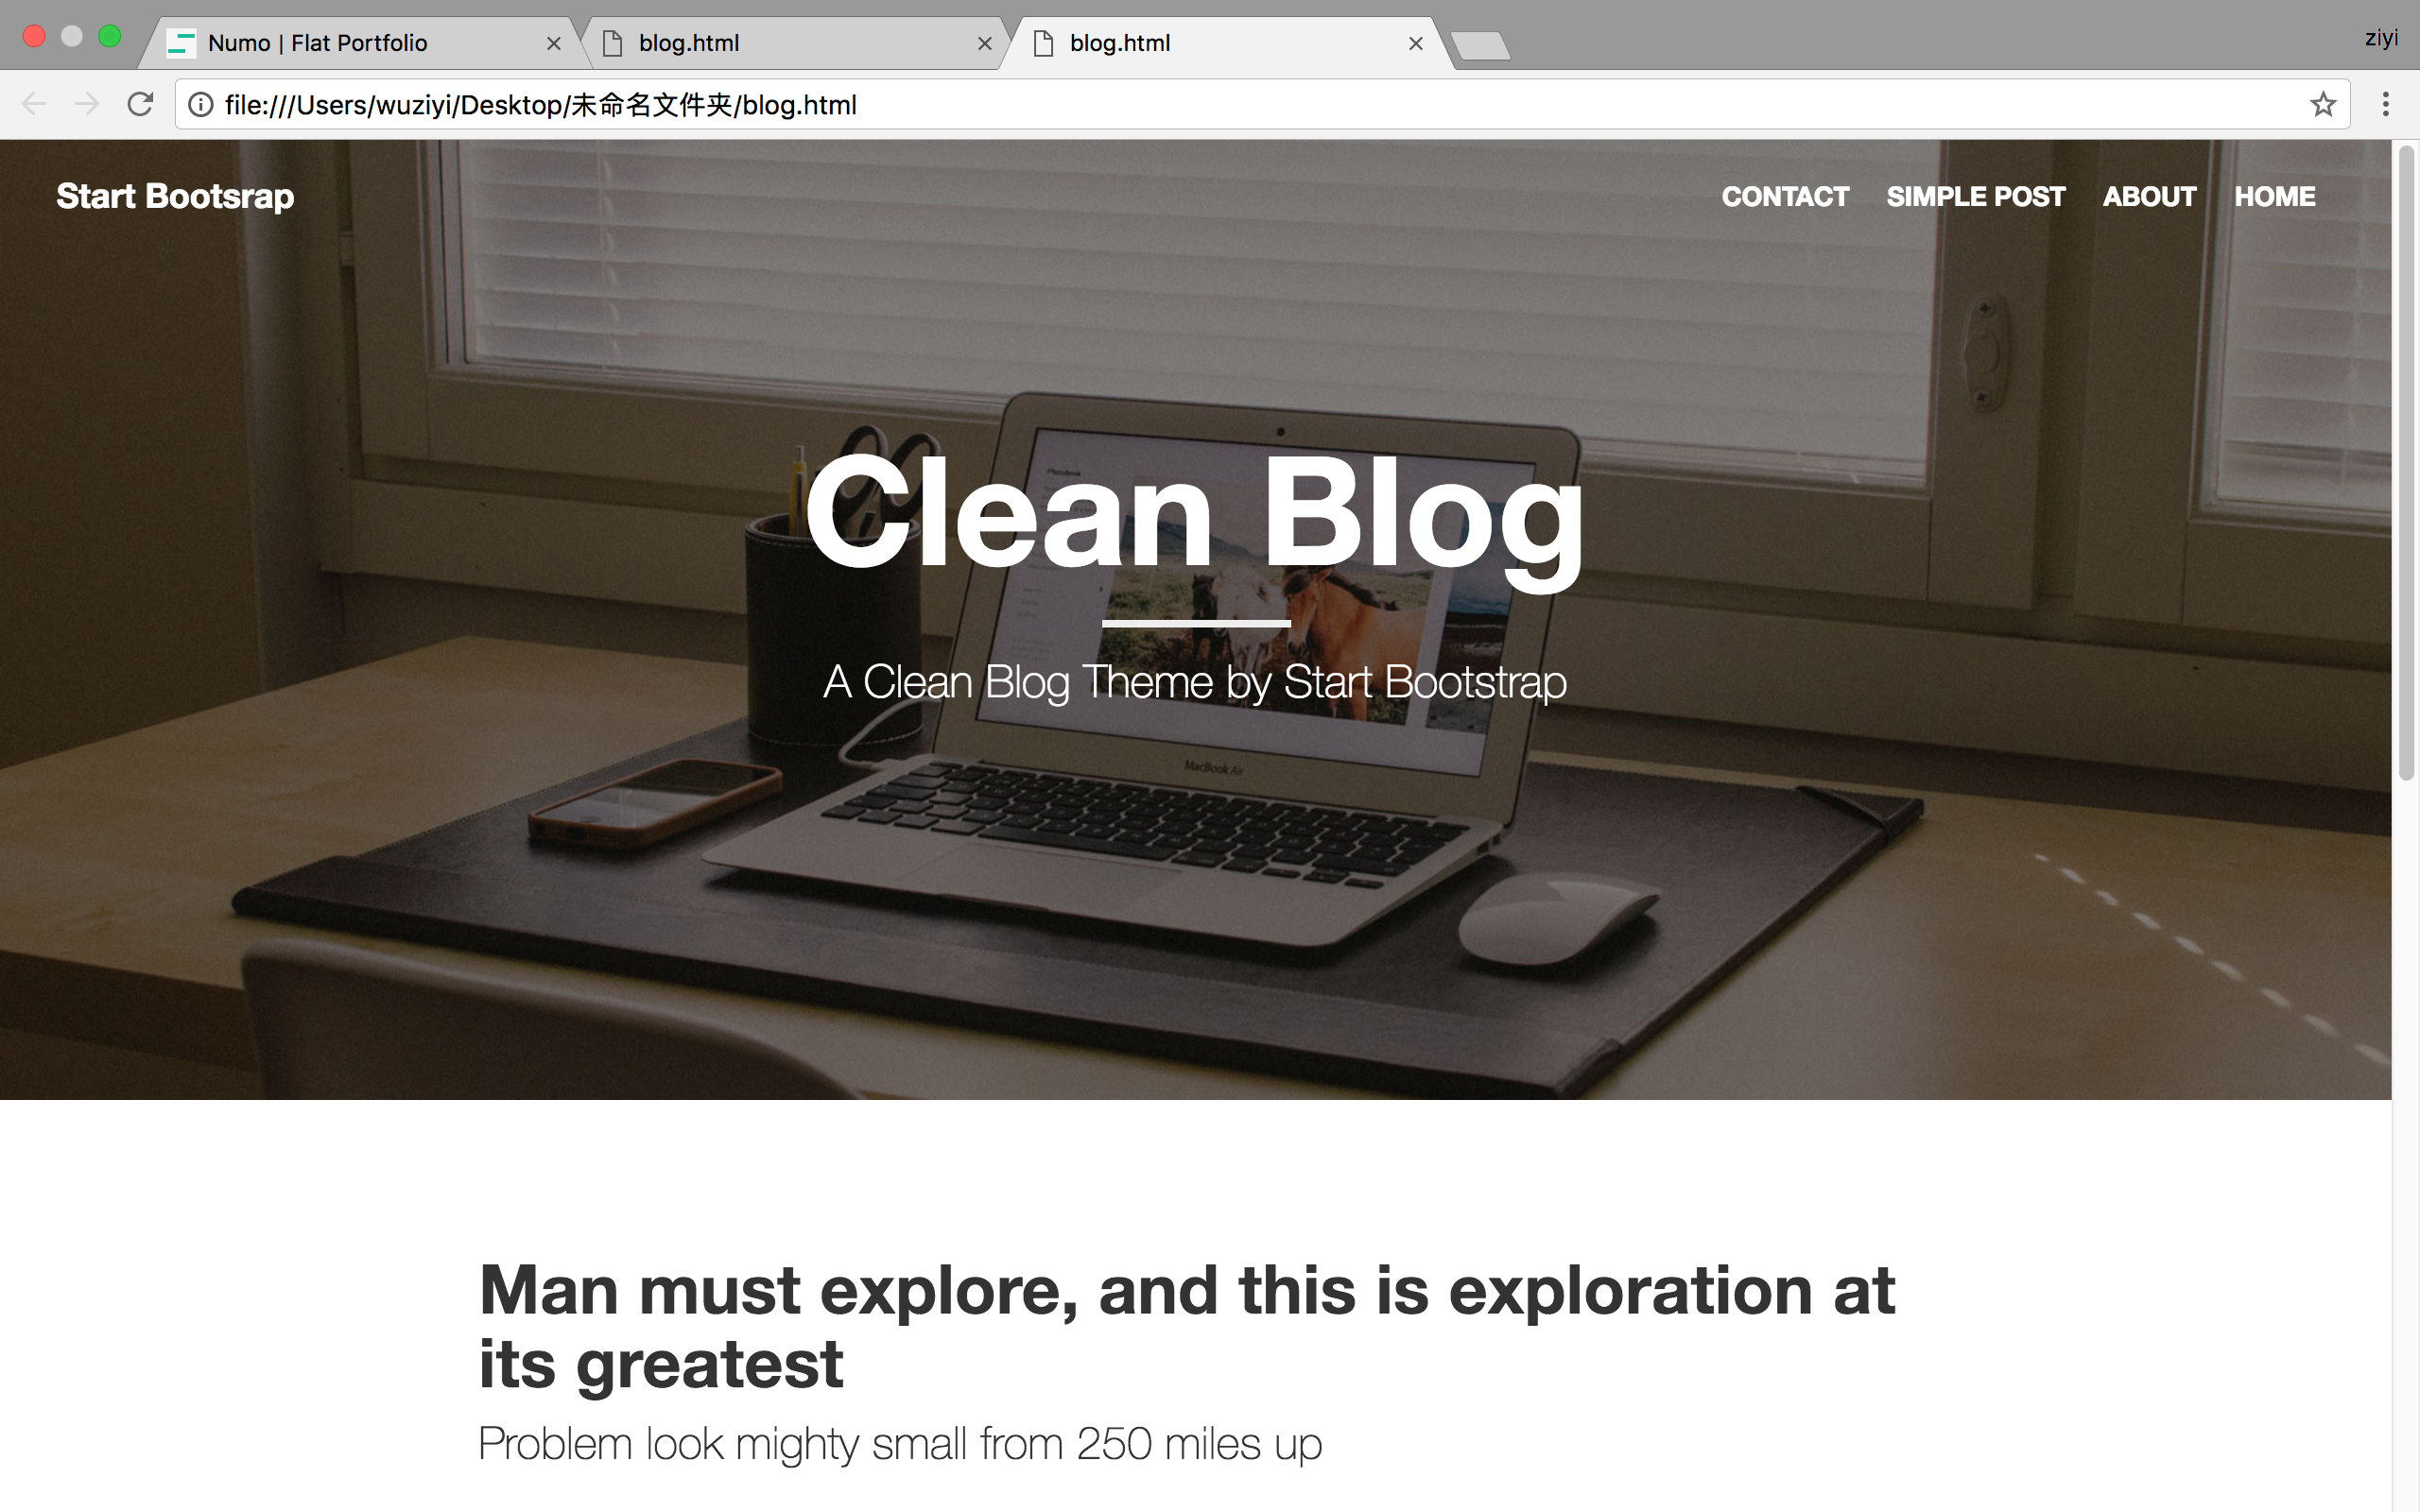 Numo | Flat Portfolio
blog.html
blog.html
ziyi
file:///Users/wuziyi/Desktop/未命名文件夹/blog.html
Start Bootsrap
CONTACT SIMPLE POST ABOUT HOME
Clean Blog
A Clean Blog Theme by Start Bootstrap
MacBook Air
Man must explore, and this is exploration at
its greatest
Problem look mighty small from 250 miles up